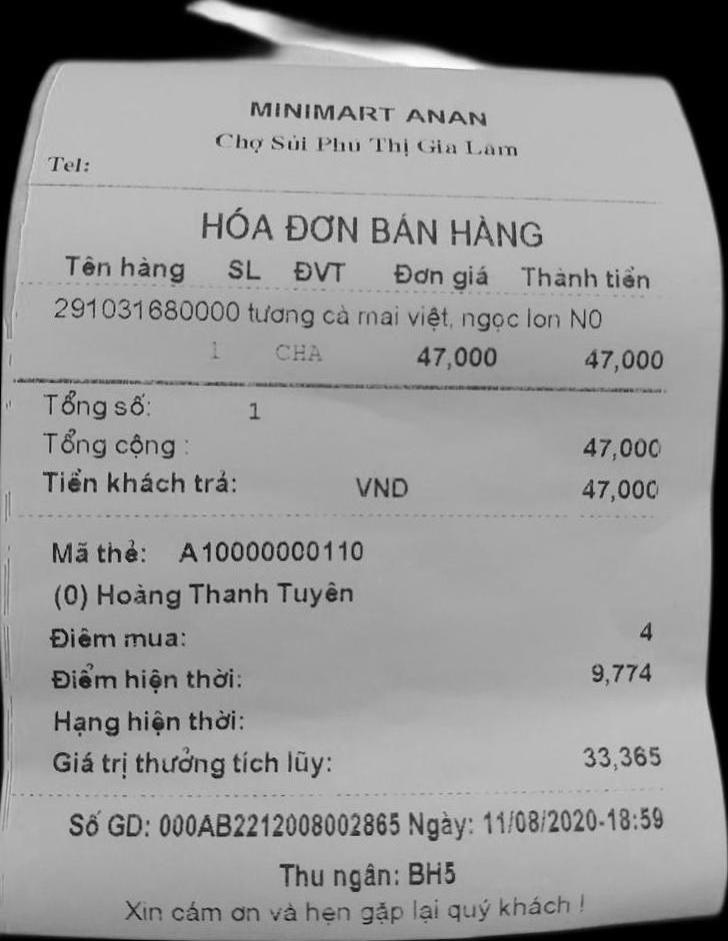 MINIMART ANAN
Chợ Sủi Phú Thị Gia Lâm
Tel:
HÓA ĐƠN BÁN HÀNG
Tên hàng SL ĐVT Đơn giá Thành tiền
291031680000 tương cà mai việt, ngọc lon N0
1 CHA 47,000 47,000
Tổng số: 1
Tổng cộng : 47,000
Tiền khách trả: VND 47,000
Mã thẻ: A10000000110
(0) Hoàng Thanh Tuyên
Điểm mua: 4
Điểm hiện thời: 9,774
Hạng hiện thời:
Giá trị thưởng tích lũy: 33,365
Số GD: 000AB2212008002865 Ngày: 11/08/2020-18:59
Thu ngân: BH5
Xin cám ơn và hẹn gặp lại quý khách !